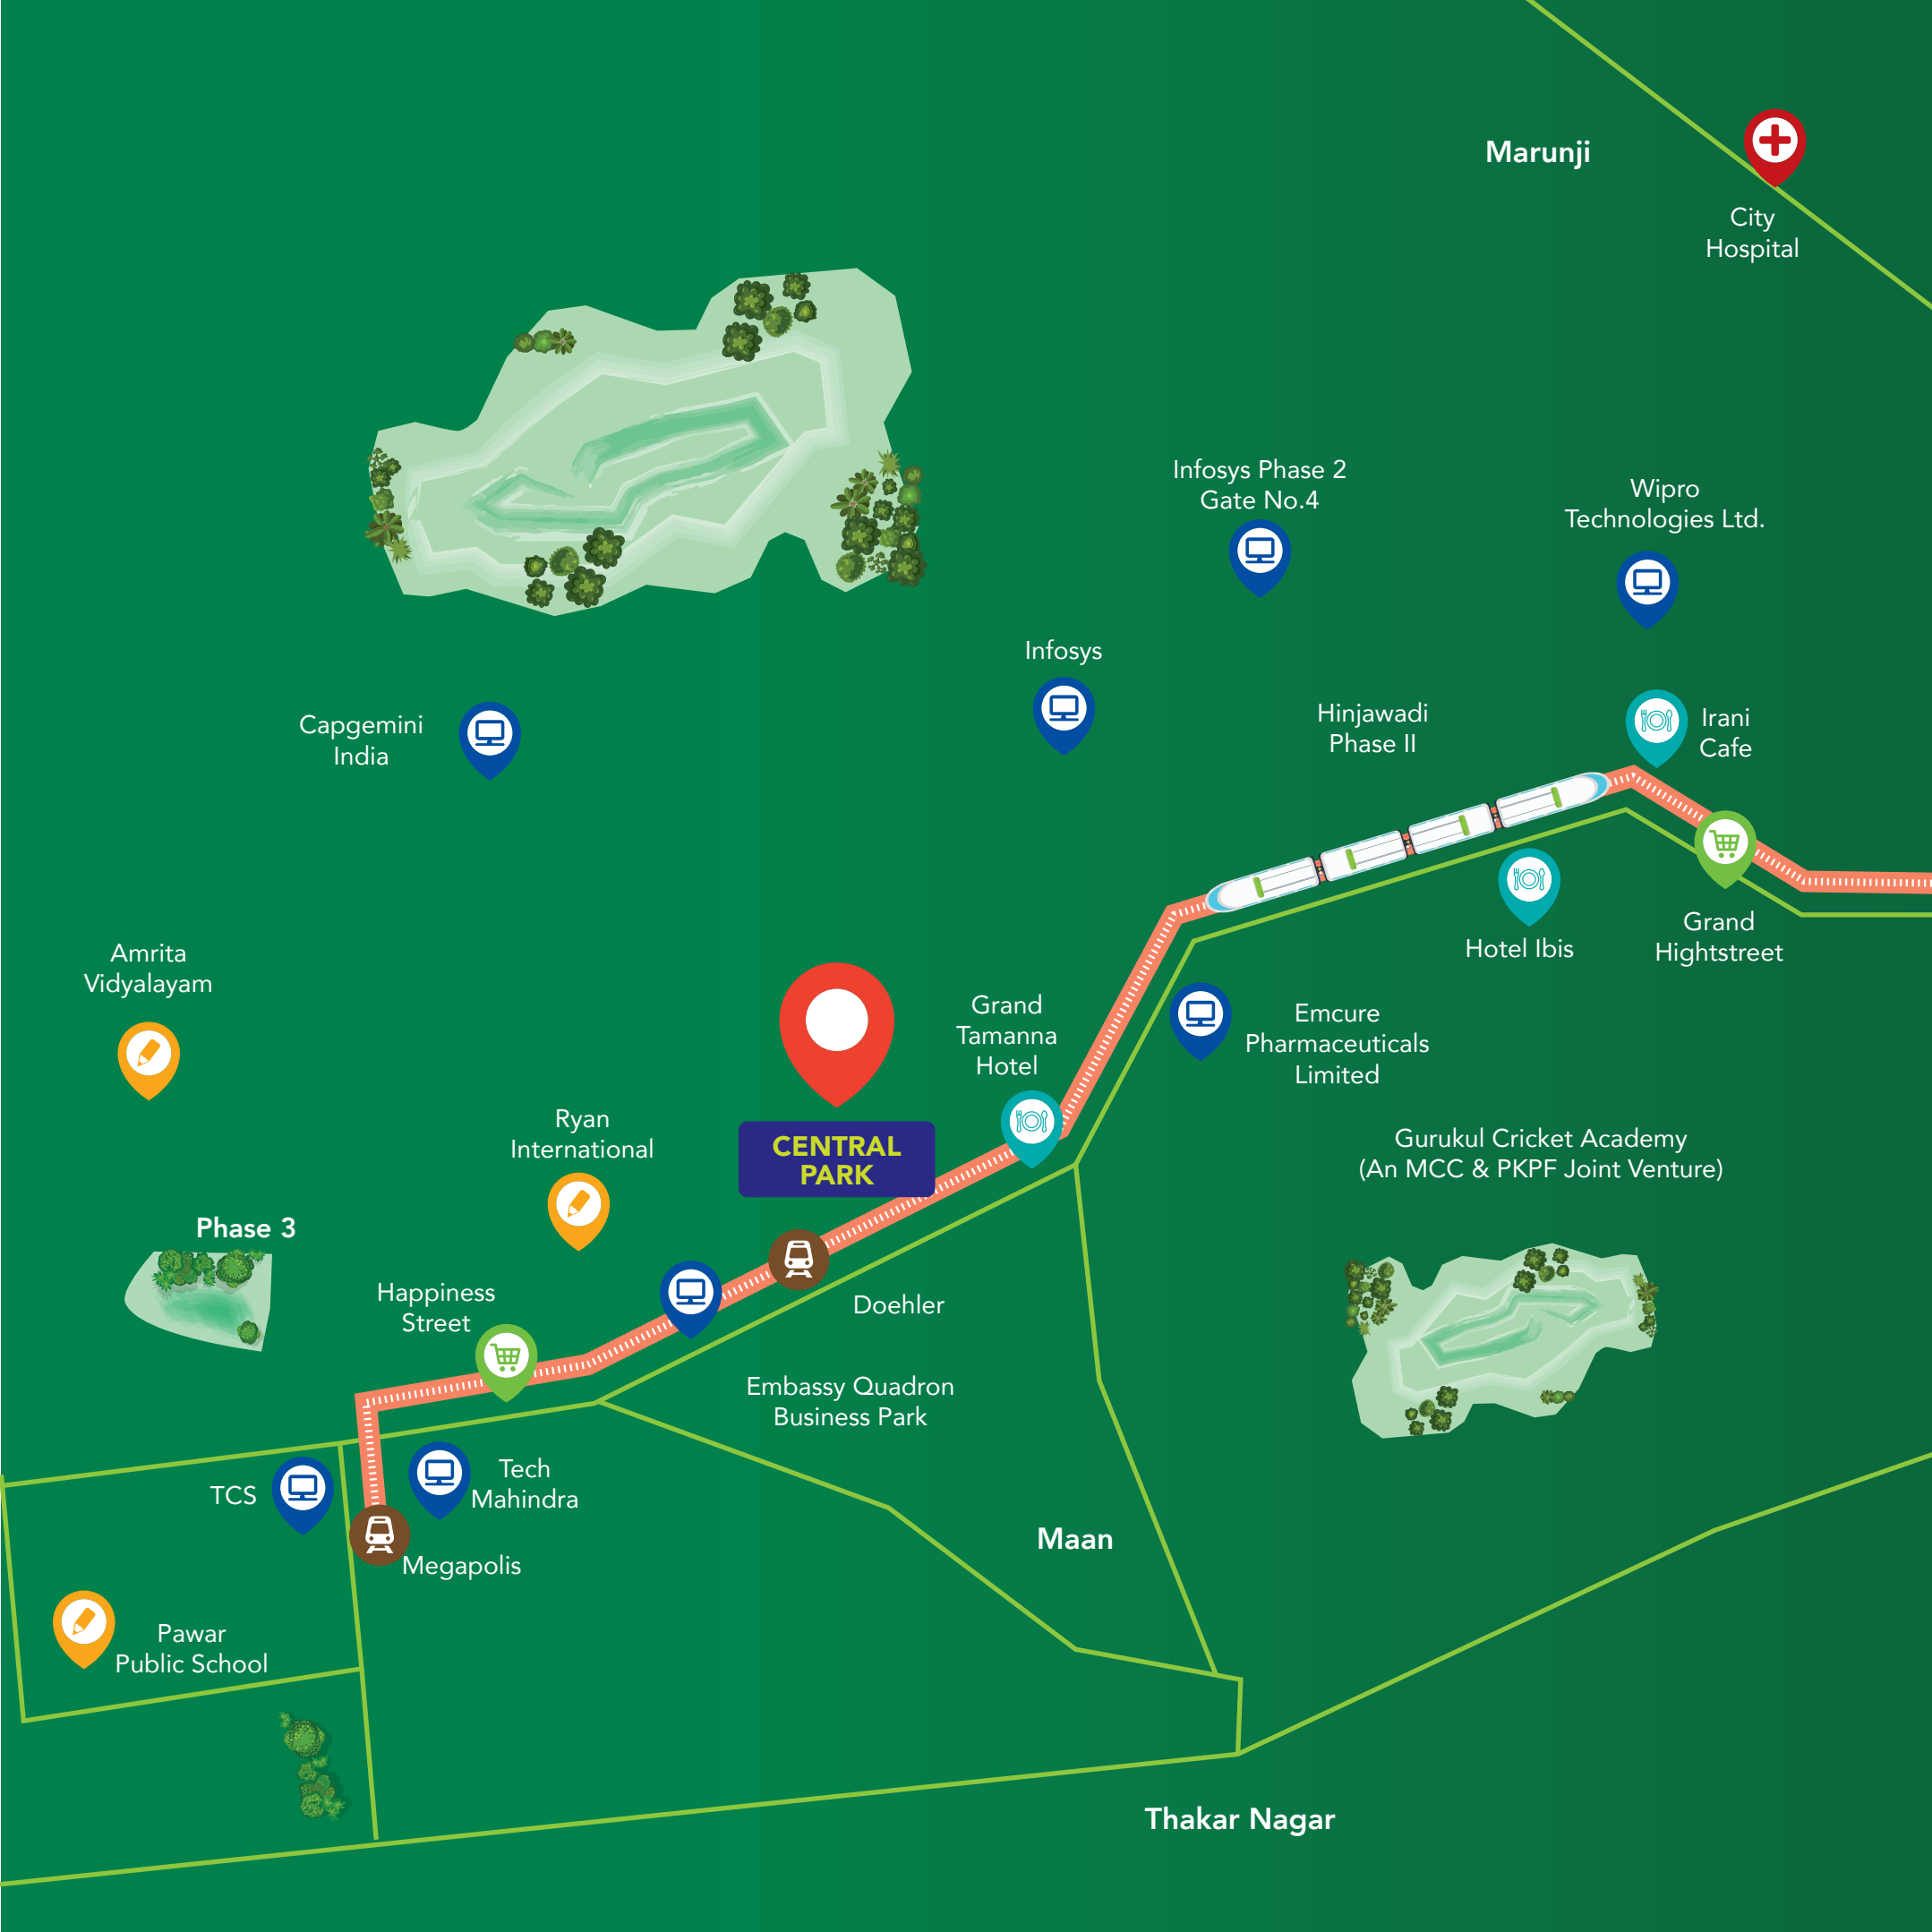 Marunji
City
Hospital
Infosys Phase 2
Gate No.4
Wipro
Technologies Ltd.
Infosys
Capgemini
India
Hinjawadi
Phase II
Irani
Cafe
Grand
Hightstreet
Hotel Ibis
Amrita
Vidyalayam
Grand
Tamanna
Hotel
Emcure
Pharmaceuticals
Limited
Ryan
International
CENTRAL
PARK
Gurukul Cricket Academy
(An MCC & PKPF Joint Venture)
Phase 3
Happiness
Street
Doehler
Embassy Quadron
Business Park
TCS
Tech
Mahindra
Megapolis
Maan
Pawar
Public School
Thakar Nagar